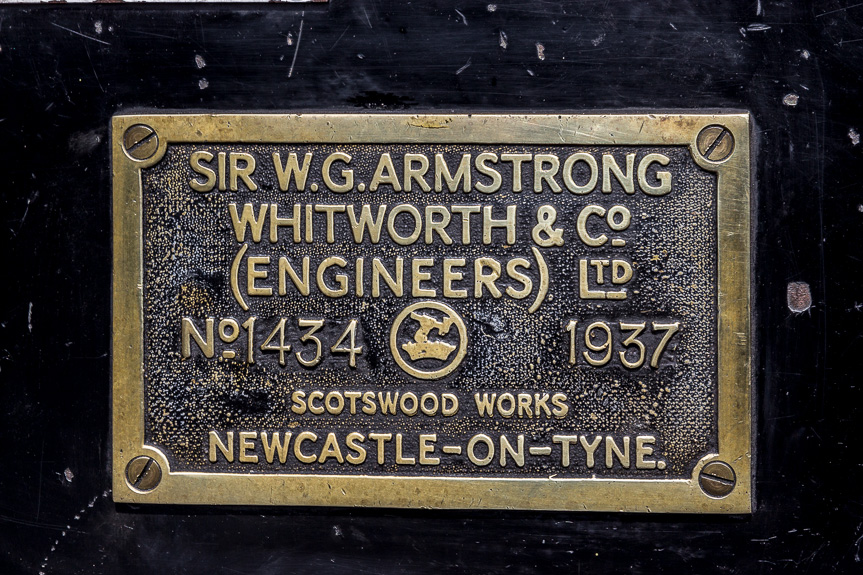 SIR W.G.ARMSTRONG
WHITWORTH & Cº
(ENGINEERS). LTD
Nº1434 1937
SCOTSWOOD WORKS
NEWCASTLE-ON-TYNE.